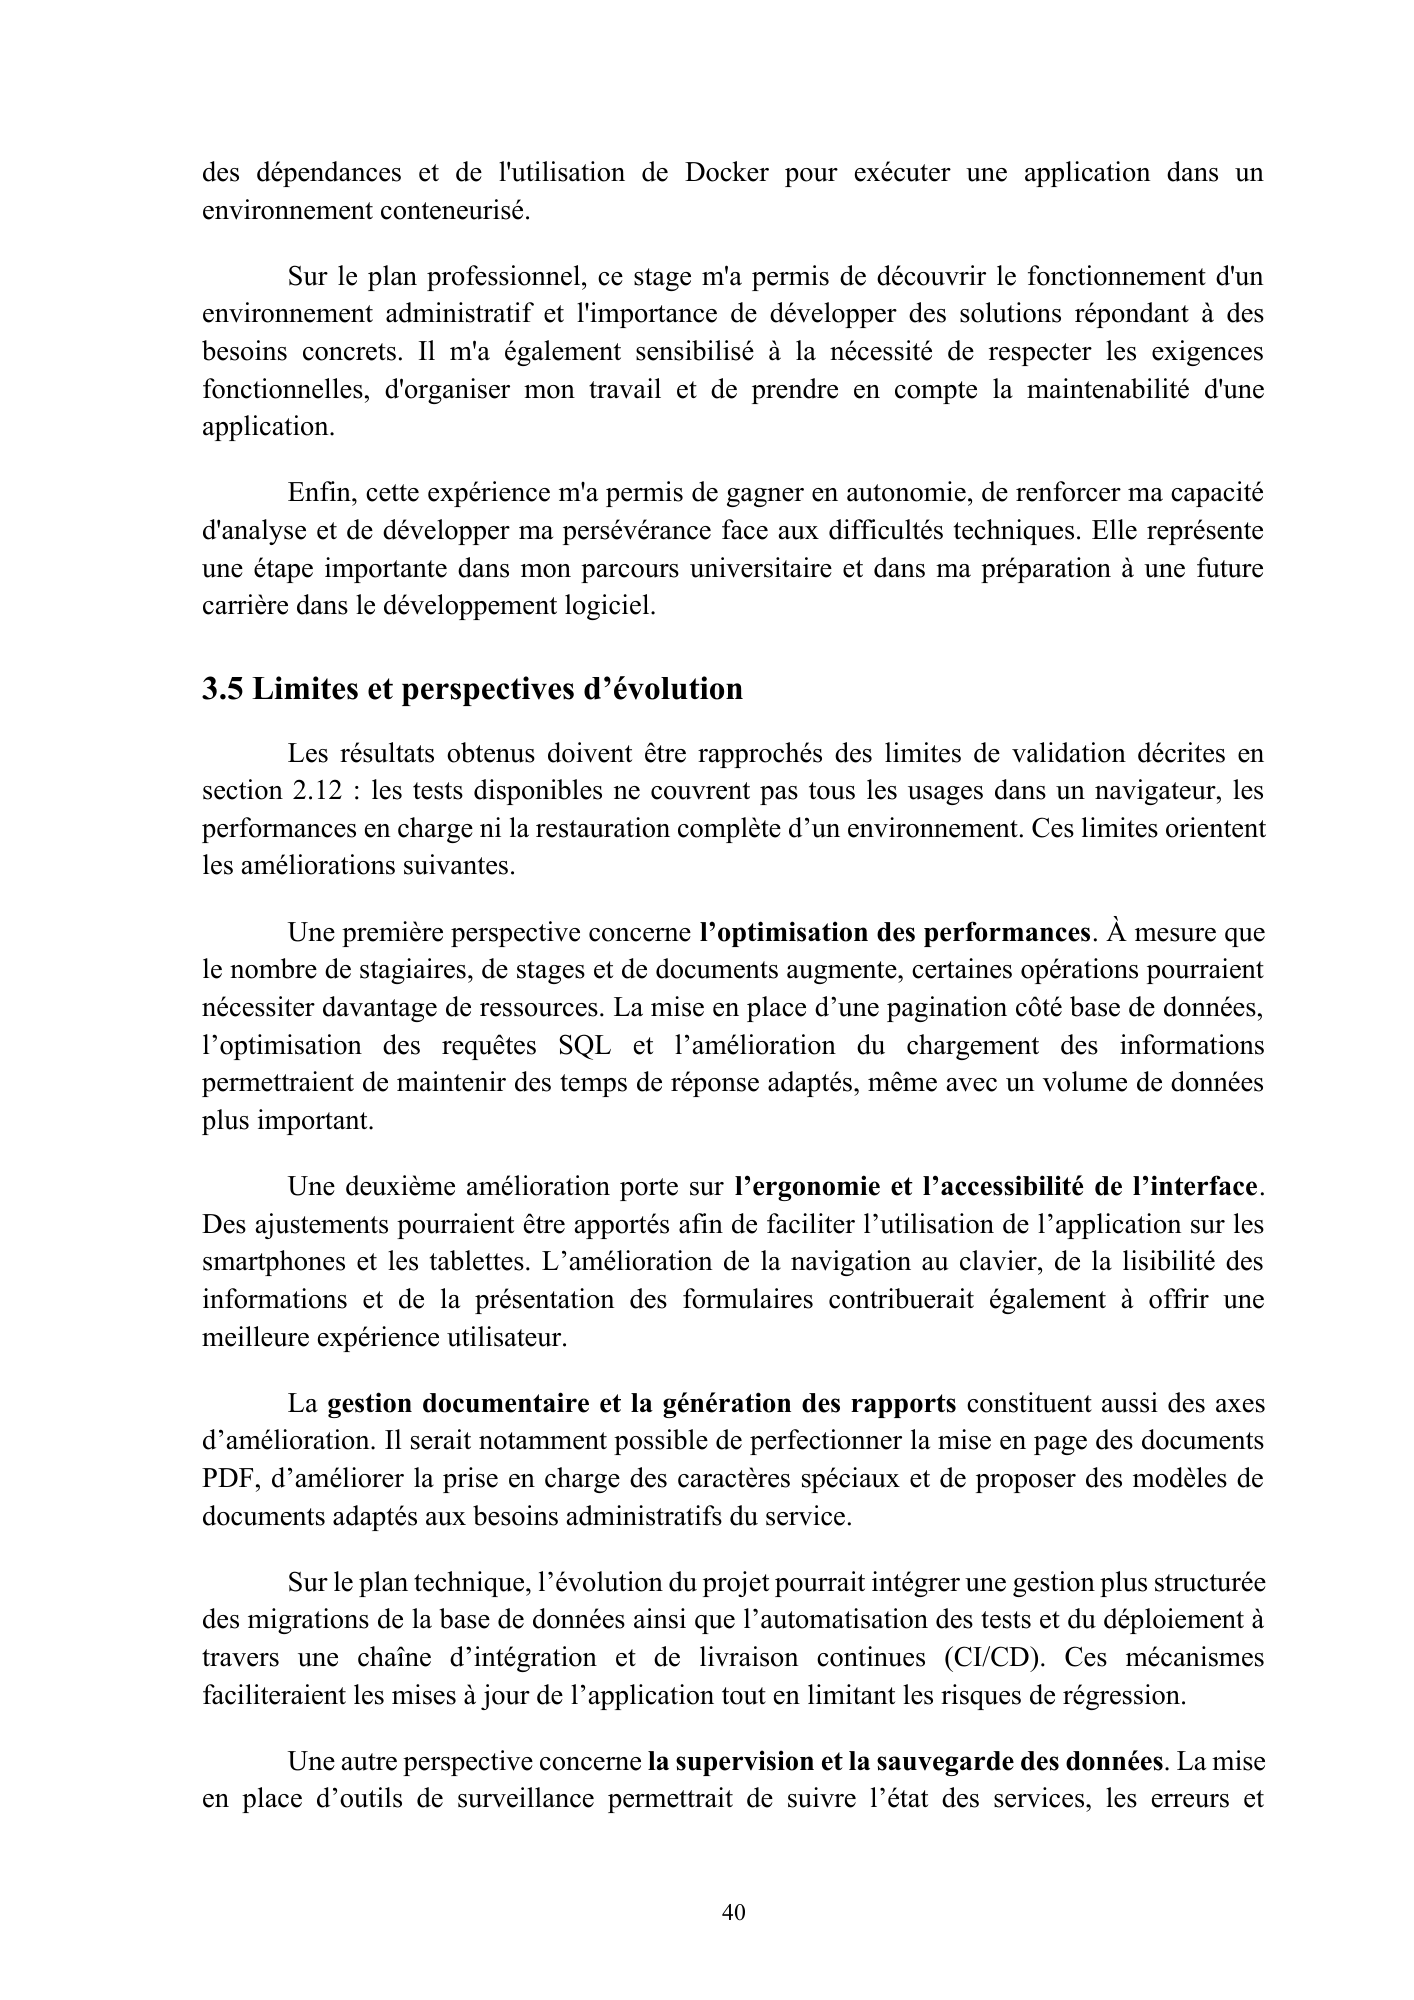 des dépendances et de l'utilisation de Docker pour exécuter une application dans un
environnement conteneurisé.
Sur le plan professionnel, ce stage m'a permis de découvrir le fonctionnement d'un
environnement administratif et l'importance de développer des solutions répondant à des
besoins concrets. Il m'a également sensibilisé à la nécessité de respecter les exigences
fonctionnelles, d'organiser mon travail et de prendre en compte la maintenabilité d'une
application.
Enfin, cette expérience m'a permis de gagner en autonomie, de renforcer ma capacité
d'analyse et de développer ma persévérance face aux difficultés techniques. Elle représente
une étape importante dans mon parcours universitaire et dans ma préparation à une future
carrière dans le développement logiciel.
3.5 Limites et perspectives d’évolution
Les résultats obtenus doivent être rapprochés des limites de validation décrites en
section 2.12 : les tests disponibles ne couvrent pas tous les usages dans un navigateur, les
performances en charge ni la restauration complète d’un environnement. Ces limites orientent
les améliorations suivantes.
Une première perspective concerne l’optimisation des performances. À mesure que
le nombre de stagiaires, de stages et de documents augmente, certaines opérations pourraient
nécessiter davantage de ressources. La mise en place d’une pagination côté base de données,
l’optimisation des requêtes SQL et l’amélioration du chargement des informations
permettraient de maintenir des temps de réponse adaptés, même avec un volume de données
plus important.
Une deuxième amélioration porte sur l’ergonomie et l’accessibilité de l’interface.
Des ajustements pourraient être apportés afin de faciliter l’utilisation de l’application sur les
smartphones et les tablettes. L’amélioration de la navigation au clavier, de la lisibilité des
informations et de la présentation des formulaires contribuerait également à offrir une
meilleure expérience utilisateur.
La gestion documentaire et la génération des rapports constituent aussi des axes
d’amélioration. Il serait notamment possible de perfectionner la mise en page des documents
PDF, d’améliorer la prise en charge des caractères spéciaux et de proposer des modèles de
documents adaptés aux besoins administratifs du service.
Sur le plan technique, l’évolution du projet pourrait intégrer une gestion plus structurée
des migrations de la base de données ainsi que l’automatisation des tests et du déploiement à
travers une chaîne d’intégration et de livraison continues (CI/CD). Ces mécanismes
faciliteraient les mises à jour de l’application tout en limitant les risques de régression.
Une autre perspective concerne la supervision et la sauvegarde des données. La mise
en place d’outils de surveillance permettrait de suivre l’état des services, les erreurs et
40